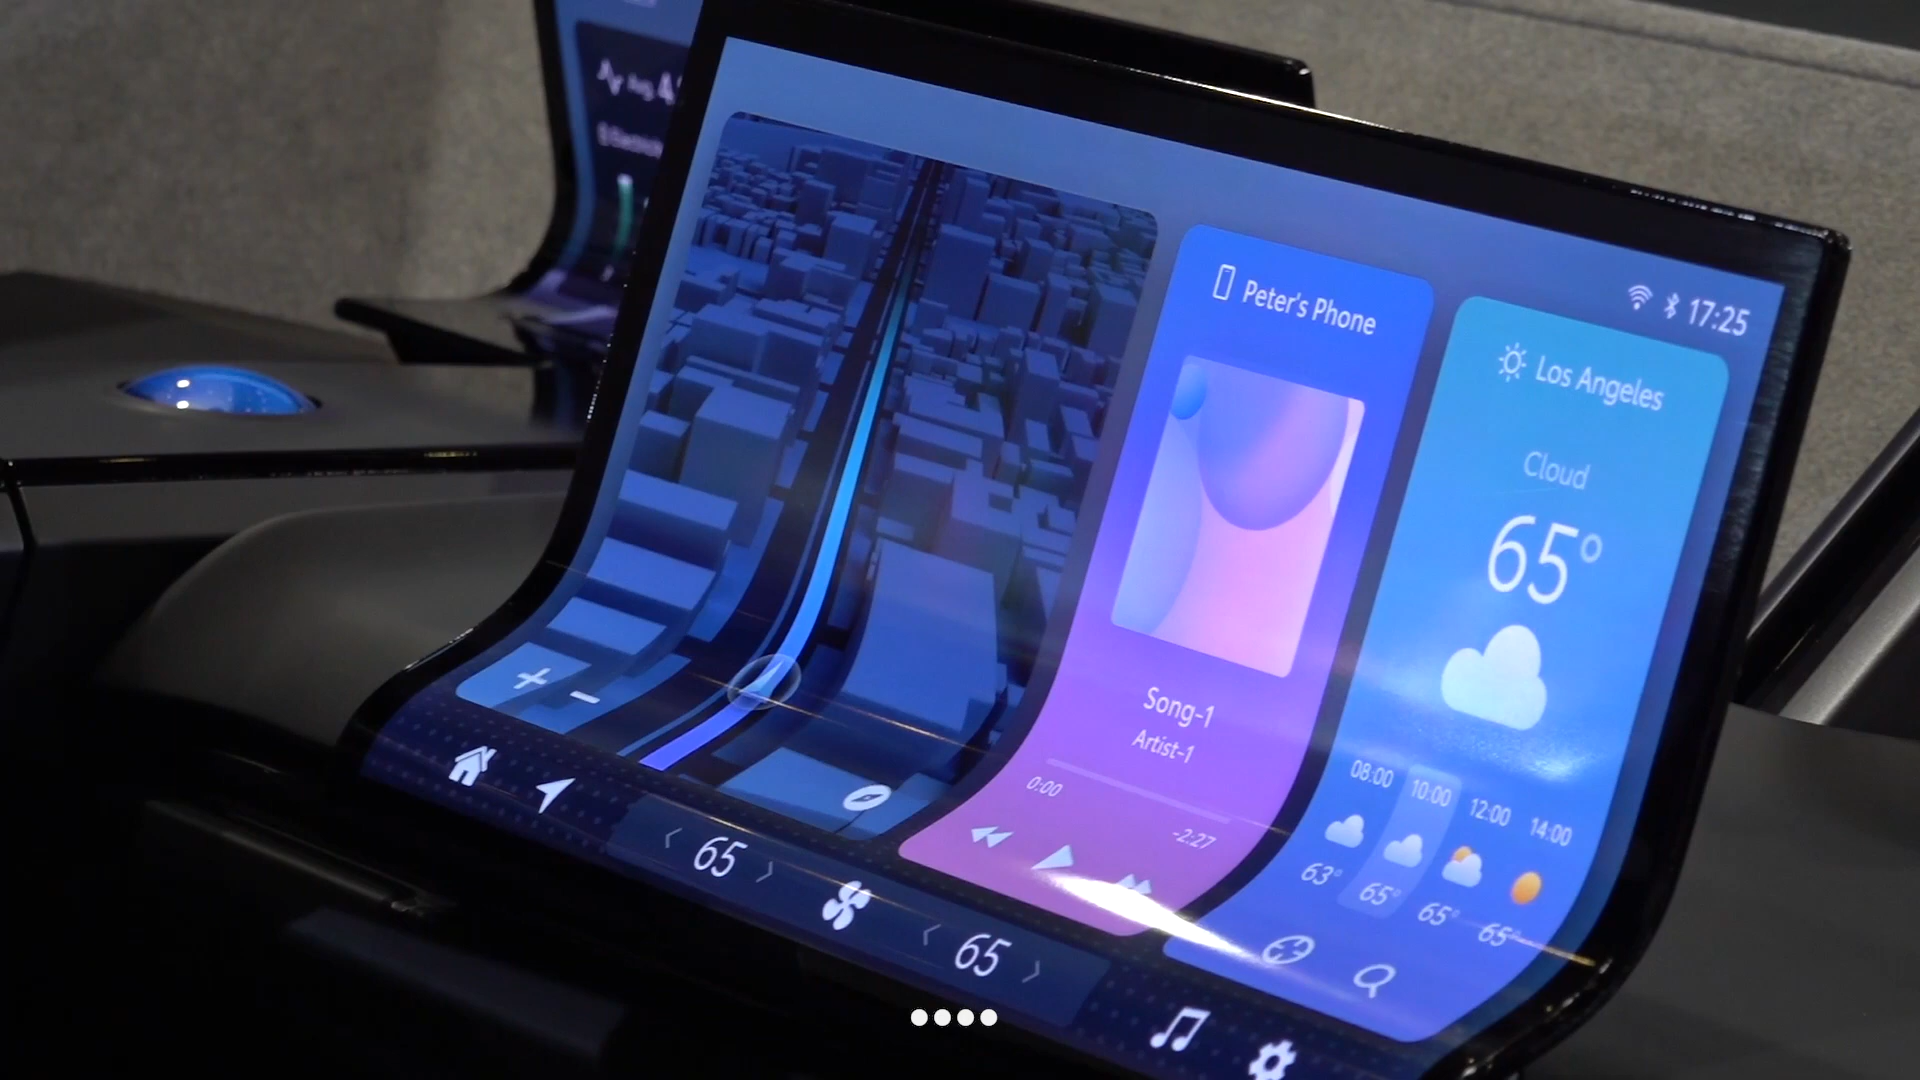 Avg.
17:25
Peter's Phone
Song-1
Artist-1
0:00
-2:27
Los Angeles
Cloud
65°
08:00 10:00 12:00 14:00
63° 65° 65° 65°
+ −
< 65 >
< 65 >